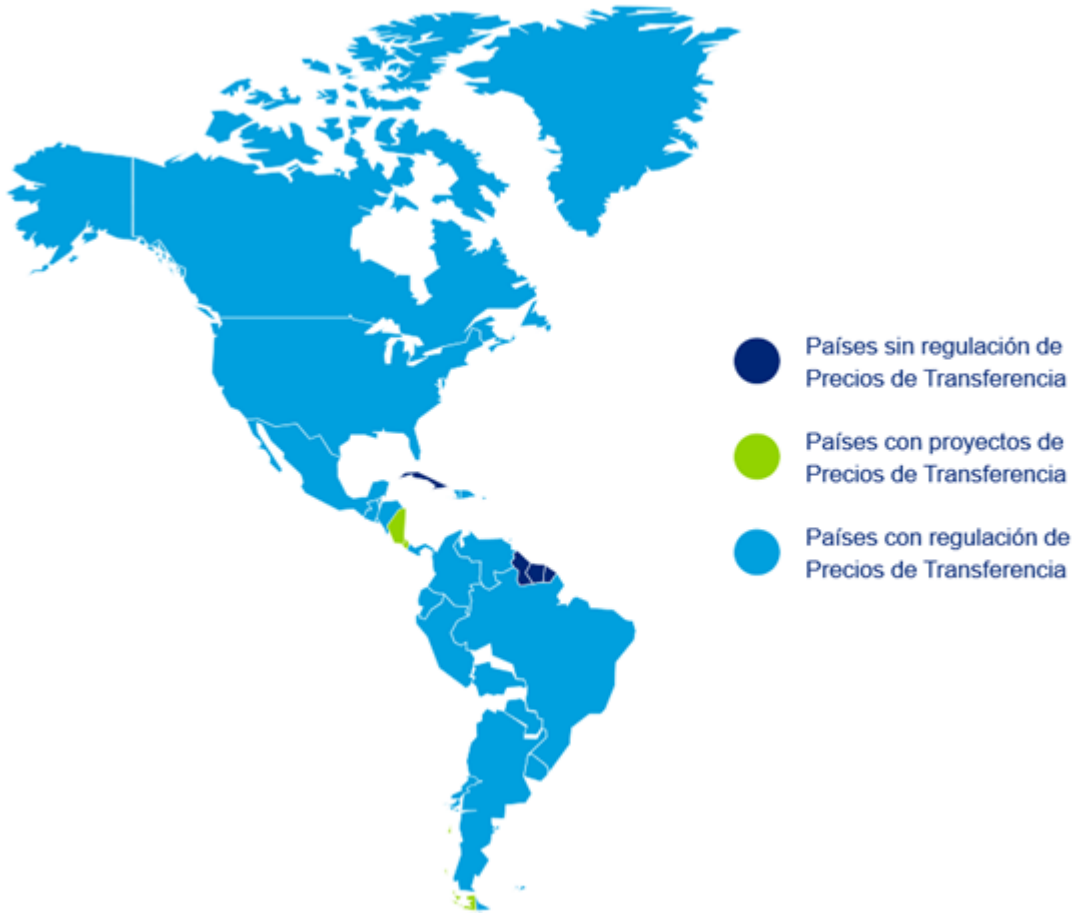 Países sin regulación de
Precios de Transferencia
Países con proyectos de
Precios de Transferencia
Países con regulación de
Precios de Transferencia